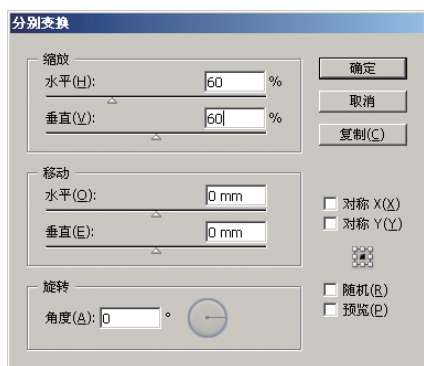 分别变换
缩放
水平(H): 60 %
垂直(V): 60 %
确定
取消
复制(C)
移动
水平(O): 0 mm
垂直(E): 0 mm
对称 X(X)
对称 Y(Y)
旋转
角度(A): 0 °
随机(R)
预览(P)